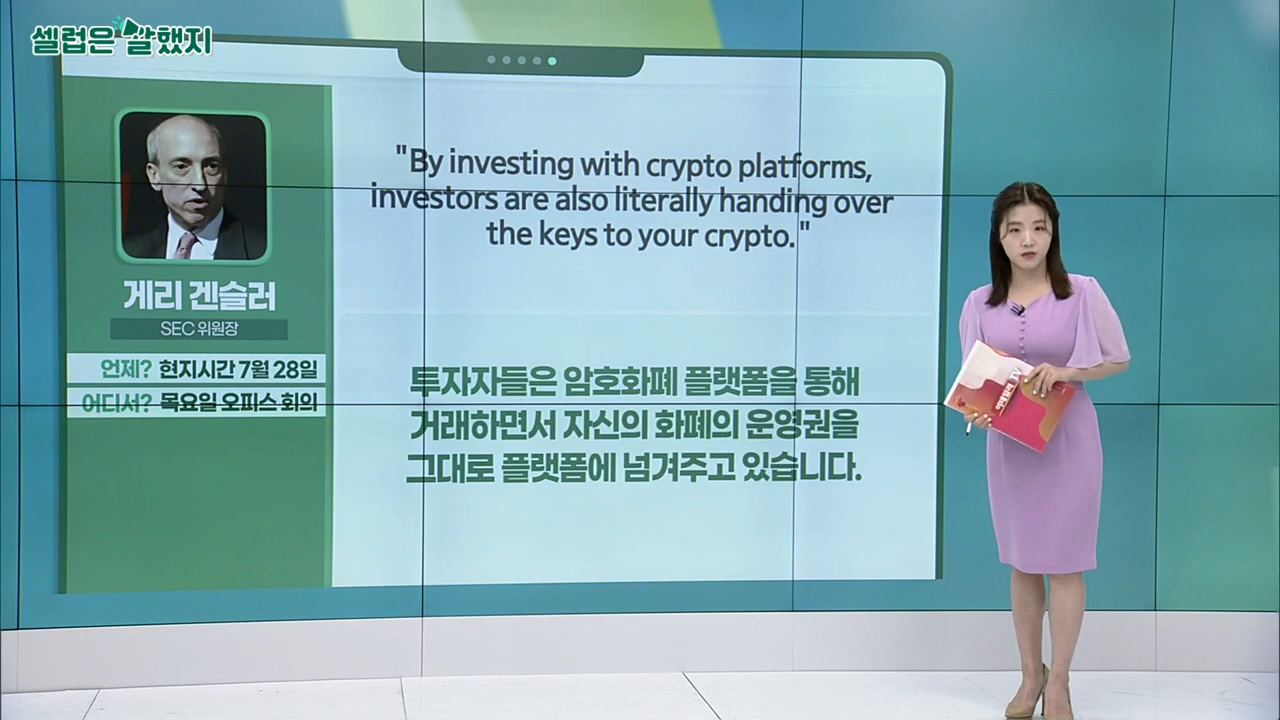 셀럽은 쌀했지
게리 겐슬러
SEC 위원장
언제? 현지시간 7월 28일
어디서? 목요일 오피스 회의
"By investing with crypto platforms,
investors are also literally handing over
the keys to your crypto."
투자자들은 암호화폐 플랫폼을 통해
거래하면서 자신의 화폐의 운영권을
그대로 플랫폼에 넘겨주고 있습니다.